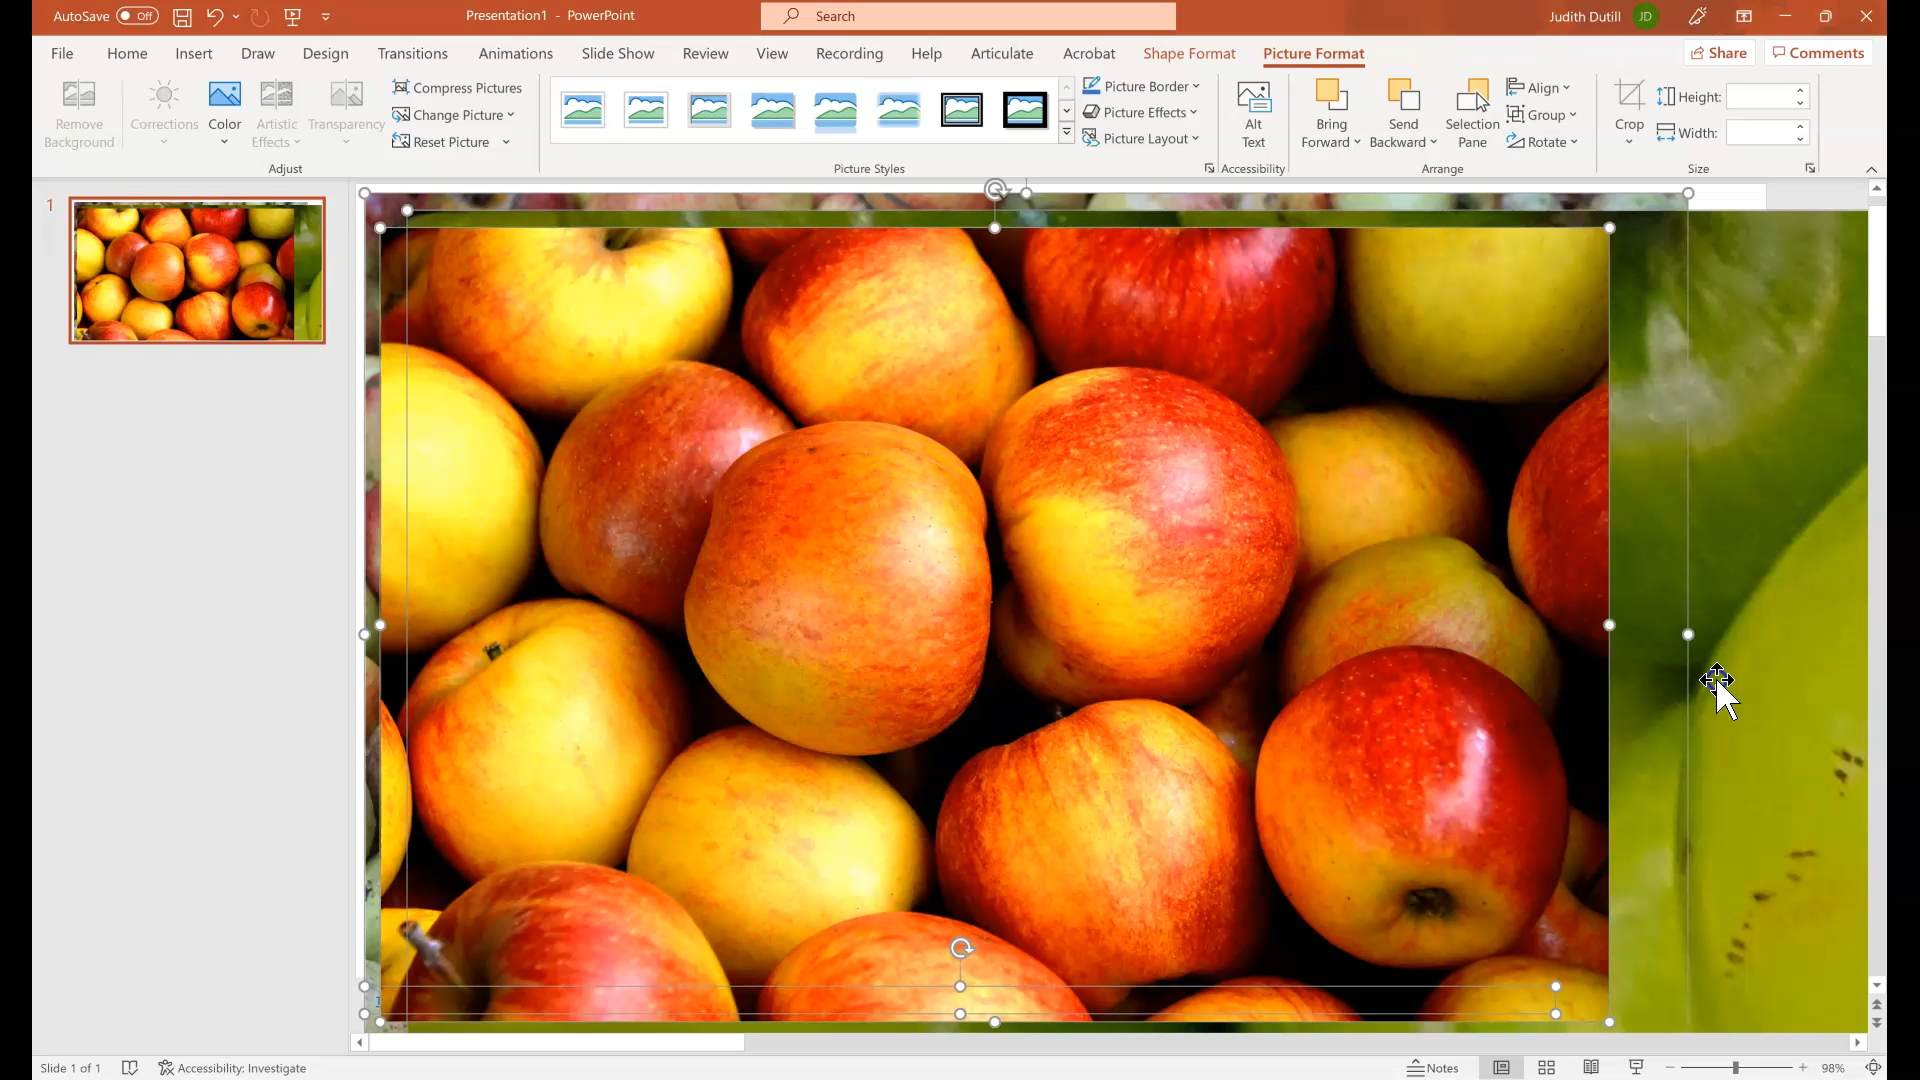 AutoSave Off Presentation1 - PowerPoint Search Judith Dutill JD
File Home Insert Draw Design Transitions Animations Slide Show Review View Recording Help Articulate Acrobat Shape Format Picture Format Share Comments
Remove Background
Corrections
Color
Artistic Effects
Transparency
Compress Pictures
Change Picture
Reset Picture
Picture Border
Picture Effects
Picture Layout
Alt Text
Bring Forward
Send Backward
Selection Pane
Align
Group
Rotate
Crop
Height:
Width:
Adjust Picture Styles Accessibility Arrange Size
1
Slide 1 of 1 Accessibility: Investigate Notes 98%